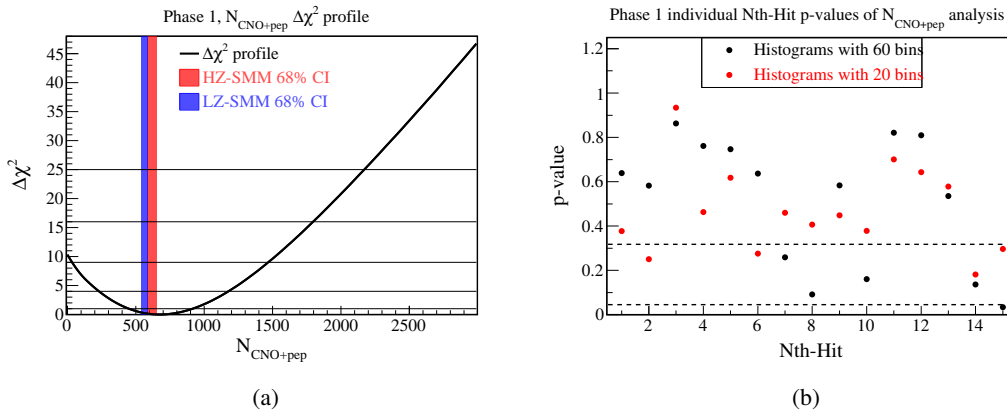 Phase 1, N_CNO+pep Δχ² profile
Δχ² profile
HZ-SMM 68% CI
LZ-SMM 68% CI
45
40
35
30
25
20
15
10
5
0
Δχ²
0 500 1000 1500 2000 2500
N_CNO+pep
(a)
Phase 1 individual Nth-Hit p-values of N_CNO+pep analysis
Histograms with 60 bins
Histograms with 20 bins
1.2
1
0.8
0.6
0.4
0.2
0
p-value
2 4 6 8 10 12 14
Nth-Hit
(b)